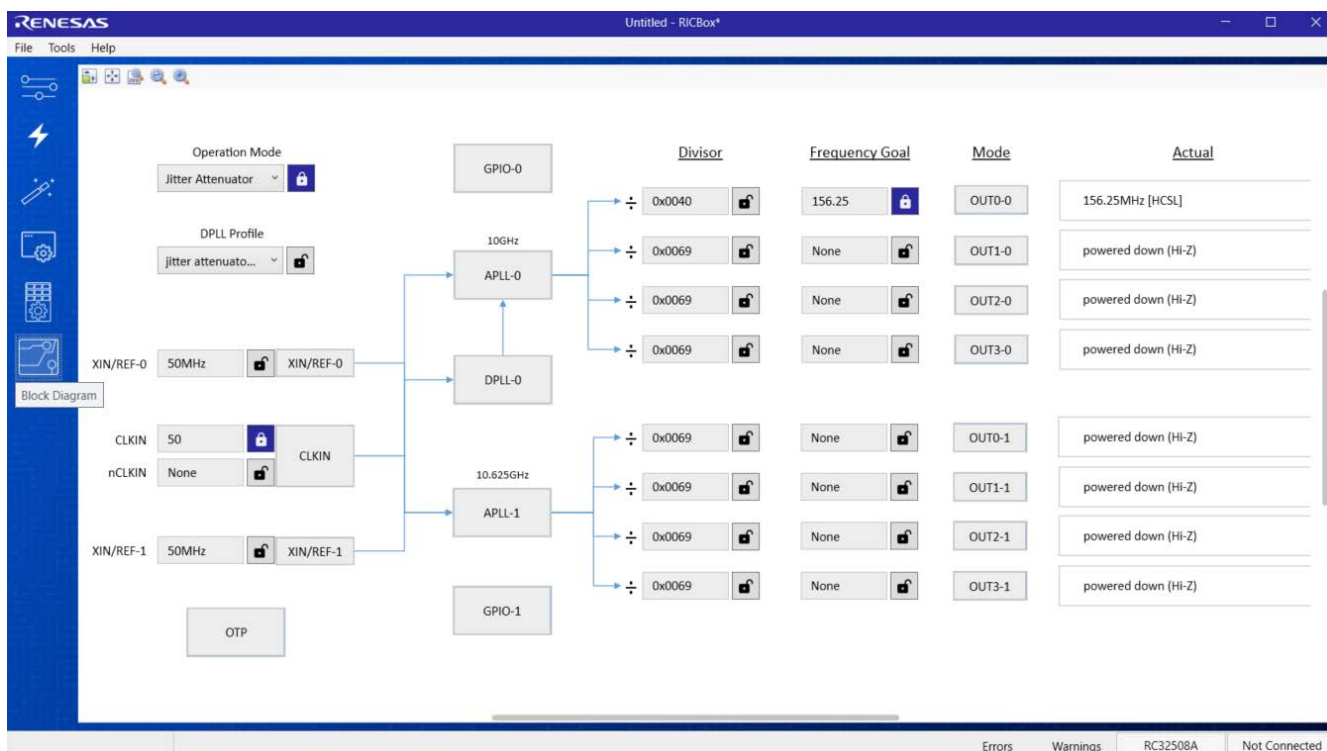 RENESAS
Untitled - RICBox*
File Tools Help
Operation Mode
Jitter Attenuator
DPLL Profile
jitter attenuato...
GPIO-0
Divisor Frequency Goal Mode Actual
÷ 0x0040 156.25 OUT0-0 156.25MHz [HCSL]
÷ 0x0069 None OUT1-0 powered down (Hi-Z)
÷ 0x0069 None OUT2-0 powered down (Hi-Z)
÷ 0x0069 None OUT3-0 powered down (Hi-Z)
10GHz
APLL-0
XIN/REF-0 50MHz XIN/REF-0
DPLL-0
Block Diagram
CLKIN 50
CLKIN
nCLKIN None
10.625GHz
APLL-1
÷ 0x0069 None OUT0-1 powered down (Hi-Z)
÷ 0x0069 None OUT1-1 powered down (Hi-Z)
÷ 0x0069 None OUT2-1 powered down (Hi-Z)
÷ 0x0069 None OUT3-1 powered down (Hi-Z)
XIN/REF-1 50MHz XIN/REF-1
GPIO-1
OTP
Errors Warnings RC32508A Not Connected